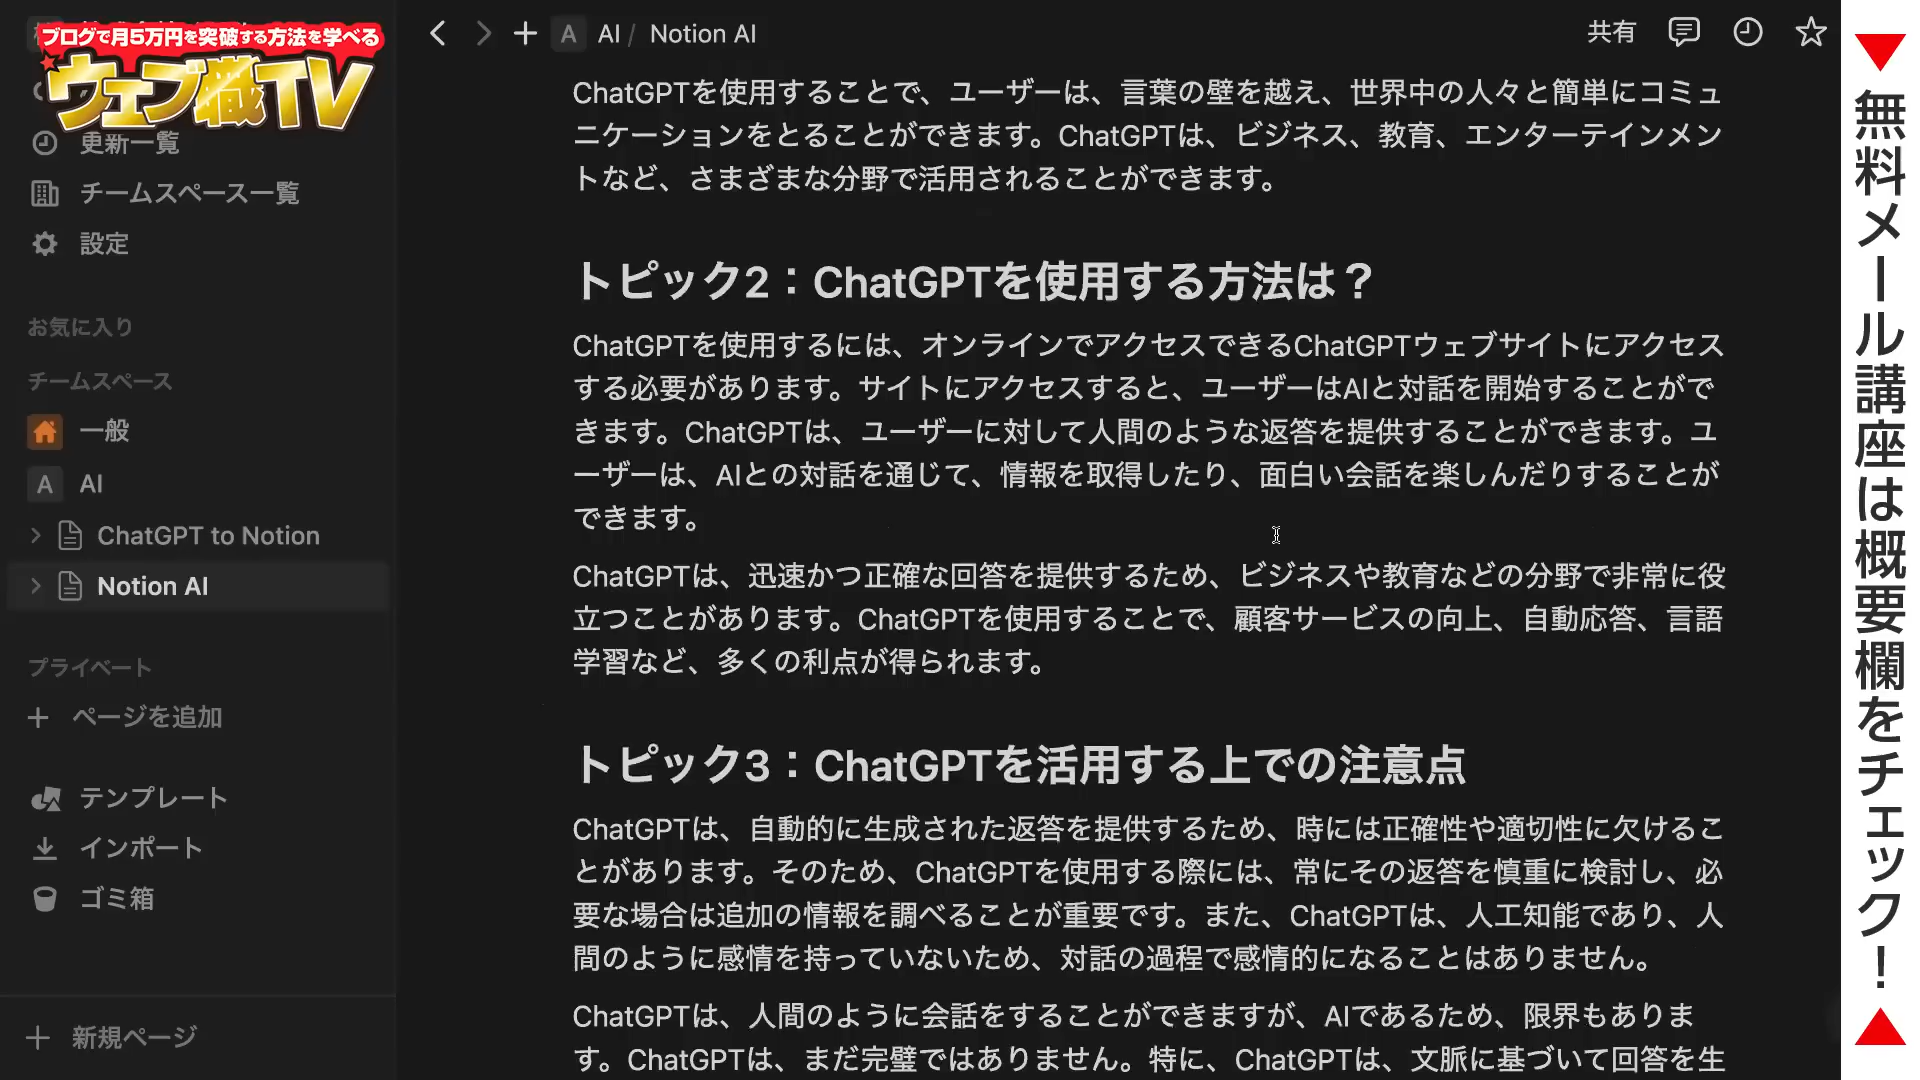 ブログで月5万円を突破する方法を学べる
ウェブ職TV
更新一覧
チームスペース一覧
設定
お気に入り
チームスペース
一般
A AI
ChatGPT to Notion
Notion AI
プライベート
ページを追加
テンプレート
インポート
ゴミ箱
新規ページ
A AI / Notion AI
共有
ChatGPTを使用することで、ユーザーは、言葉の壁を越え、世界中の人々と簡単にコミュ
ニケーションをとることができます。ChatGPTは、ビジネス、教育、エンターテインメン
トなど、さまざまな分野で活用されることができます。
トピック2：ChatGPTを使用する方法は？
ChatGPTを使用するには、オンラインでアクセスできるChatGPTウェブサイトにアクセス
する必要があります。サイトにアクセスすると、ユーザーはAIと対話を開始することがで
きます。ChatGPTは、ユーザーに対して人間のような返答を提供することができます。ユ
ーザーは、AIとの対話を通じて、情報を取得したり、面白い会話を楽しんだりすることが
できます。
ChatGPTは、迅速かつ正確な回答を提供するため、ビジネスや教育などの分野で非常に役
立つことがあります。ChatGPTを使用することで、顧客サービスの向上、自動応答、言語
学習など、多くの利点が得られます。
トピック3：ChatGPTを活用する上での注意点
ChatGPTは、自動的に生成された返答を提供するため、時には正確性や適切性に欠けるこ
とがあります。そのため、ChatGPTを使用する際には、常にその返答を慎重に検討し、必
要な場合は追加の情報を調べることが重要です。また、ChatGPTは、人工知能であり、人
間のように感情を持っていないため、対話の過程で感情的になることはありません。
ChatGPTは、人間のように会話をすることができますが、AIであるため、限界もありま
す。ChatGPTは、まだ完璧ではありません。特に、ChatGPTは、文脈に基づいて回答を生
▼無料メール講座は概要欄をチェック！▲